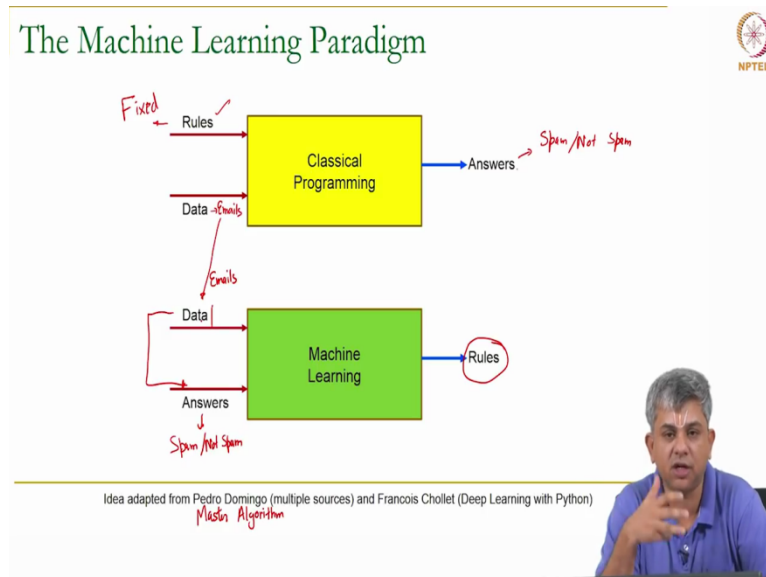 The Machine Learning Paradigm
NPTEL
Fixed
Rules
Classical
Programming
Answers
Spam/Not Spam
Data
Emails
Emails
Data
Machine
Learning
Rules
Answers
Spam/Not Spam
Idea adapted from Pedro Domingo (multiple sources) and Francois Chollet (Deep Learning with Python)
Master Algorithm